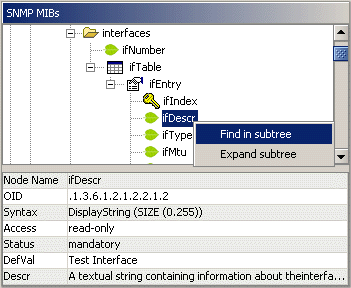 SNMP MIBs
interfaces
ifNumber
ifTable
ifEntry
ifIndex
ifDescr
ifType
Find in subtree
ifMtu
Expand subtree
Node Name ifDescr
OID .1.3.6.1.2.1.2.2.1.2
Syntax DisplayString (SIZE (0.255))
Access read-only
Status mandatory
DefVal Test Interface
Descr A textual string containing information about theinterfa...